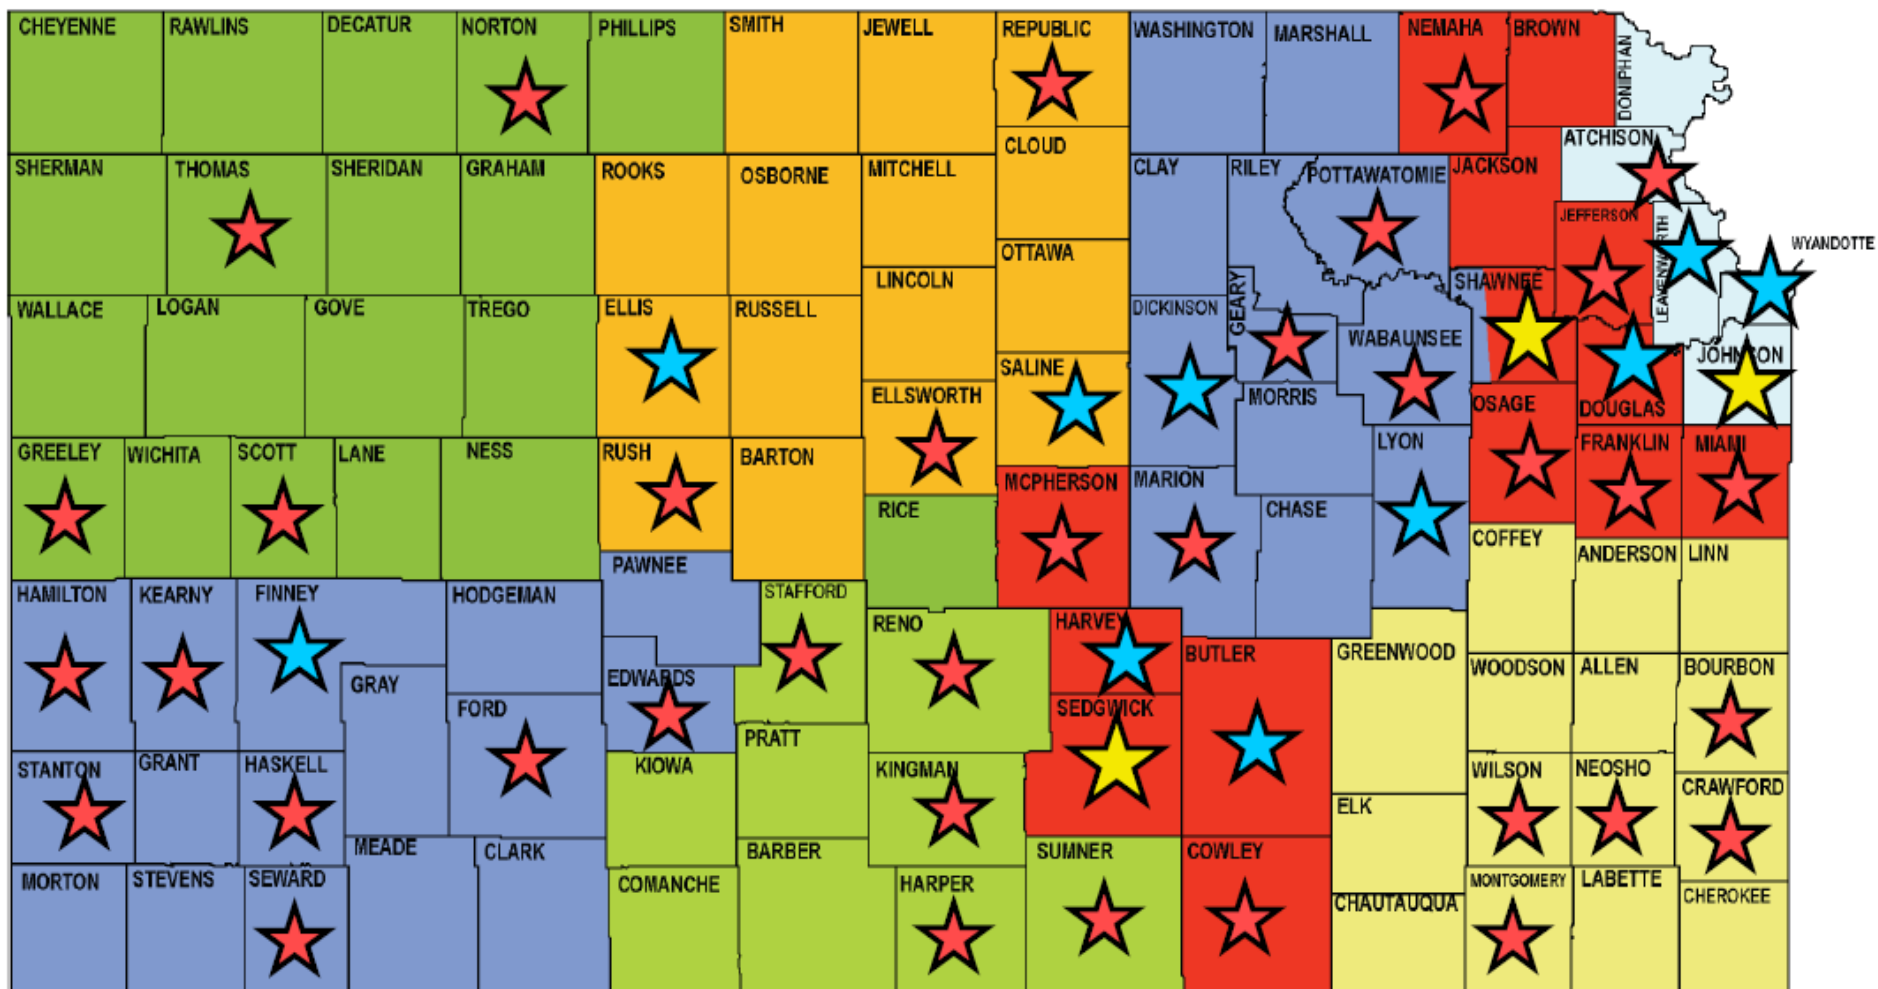 CHEYENNE
RAWLINS
DECATUR
NORTON
PHILLIPS
SMITH
JEWELL
REPUBLIC
WASHINGTON
MARSHALL
NEMAHA
BROWN
DONIPHAN
ATCHISON
CLOUD
SHERMAN
THOMAS
SHERIDAN
GRAHAM
ROOKS
OSBORNE
MITCHELL
CLAY
RILEY
POTTAWATOMIE
JACKSON
JEFFERSON
LEAVENWORTH
WYANDOTTE
OTTAWA
LINCOLN
GEARY
SHAWNEE
WALLACE
LOGAN
GOVE
TREGO
ELLIS
RUSSELL
DICKINSON
WABAUNSEE
JOHNSON
SALINE
ELLSWORTH
MORRIS
OSAGE
DOUGLAS
GREELEY
WICHITA
SCOTT
LANE
NESS
RUSH
BARTON
LYON
FRANKLIN
MIAMI
MCPHERSON
MARION
RICE
CHASE
COFFEY
ANDERSON
LINN
PAWNEE
HAMILTON
KEARNY
FINNEY
HODGEMAN
STAFFORD
RENO
HARVEY
BUTLER
GREENWOOD
WOODSON
ALLEN
BOURBON
GRAY
EDWARDS
FORD
SEDGWICK
PRATT
STANTON
GRANT
HASKELL
KIOWA
KINGMAN
WILSON
NEOSHO
CRAWFORD
ELK
MEADE
CLARK
BARBER
SUMNER
COWLEY
MORTON
STEVENS
SEWARD
COMANCHE
HARPER
CHAUTAUQUA
MONTGOMERY
LABETTE
CHEROKEE